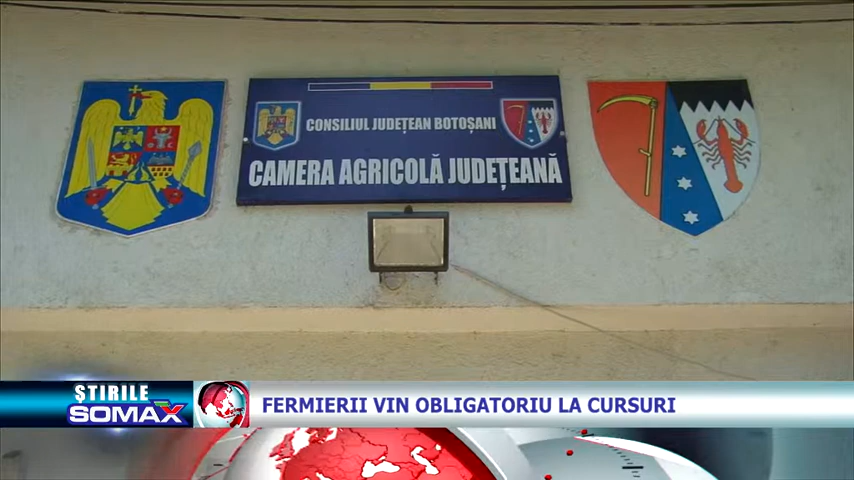 CONSILIUL JUDEȚEAN BOTOȘANI
CAMERA AGRICOLĂ JUDEȚEANĂ
ȘTIRILE
SOMAX
FERMIERII VIN OBLIGATORIU LA CURSURI